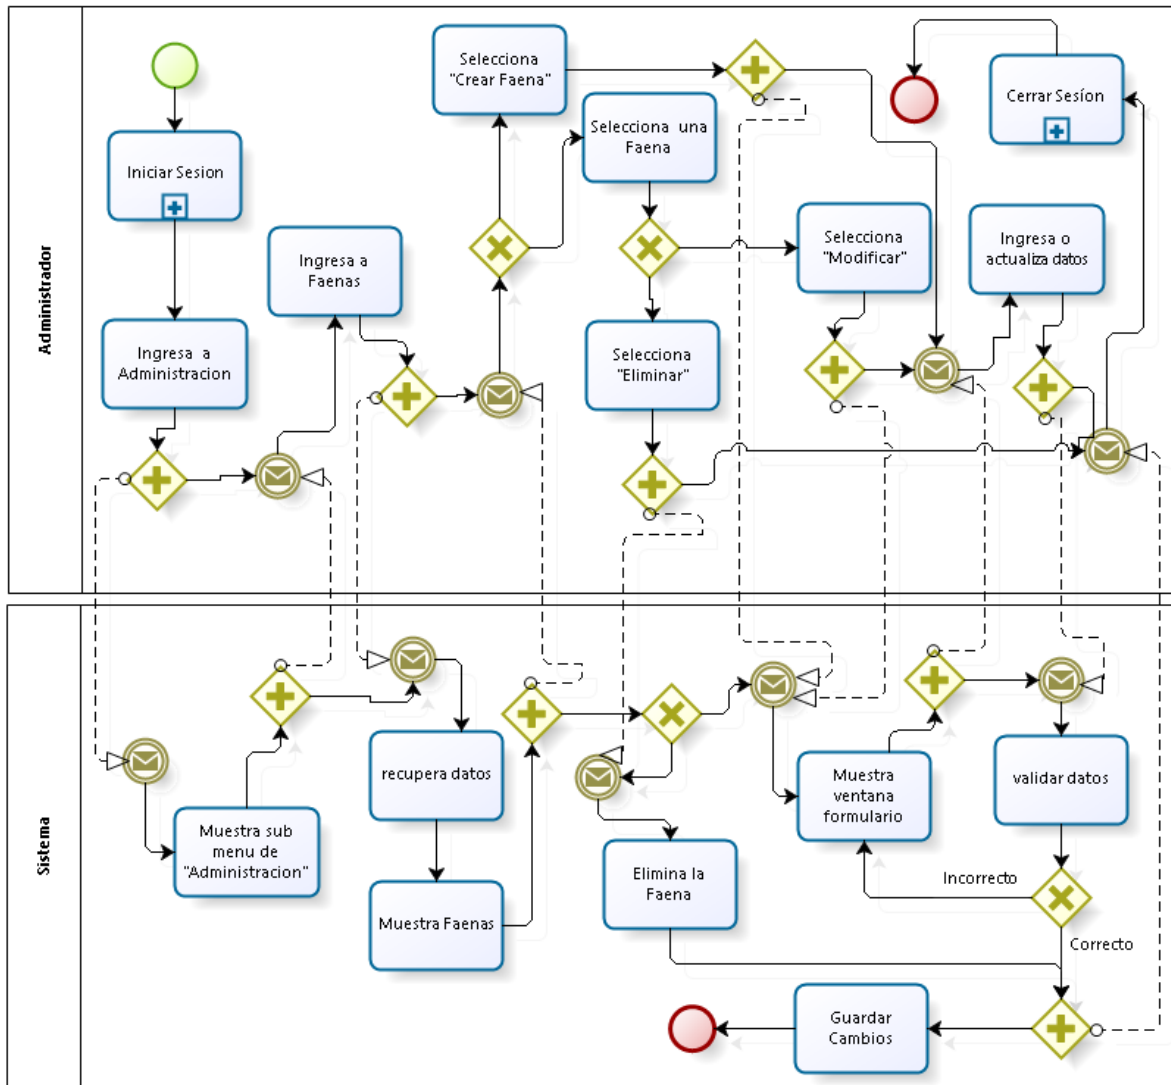 Administrador
Iniciar Sesion
Ingresa a
Administracion
Ingresa a
Faenas
Selecciona
"Crear Faena"
Selecciona una
Faena
Selecciona
"Eliminar"
Selecciona
"Modificar"
Ingresa o
actualiza datos
Cerrar Sesíon
Sistema
Muestra sub
menu de
"Administracion"
recupera datos
Muestra Faenas
Elimina la
Faena
Muestra
ventana
formulario
validar datos
Incorrecto
Correcto
Guardar
Cambios